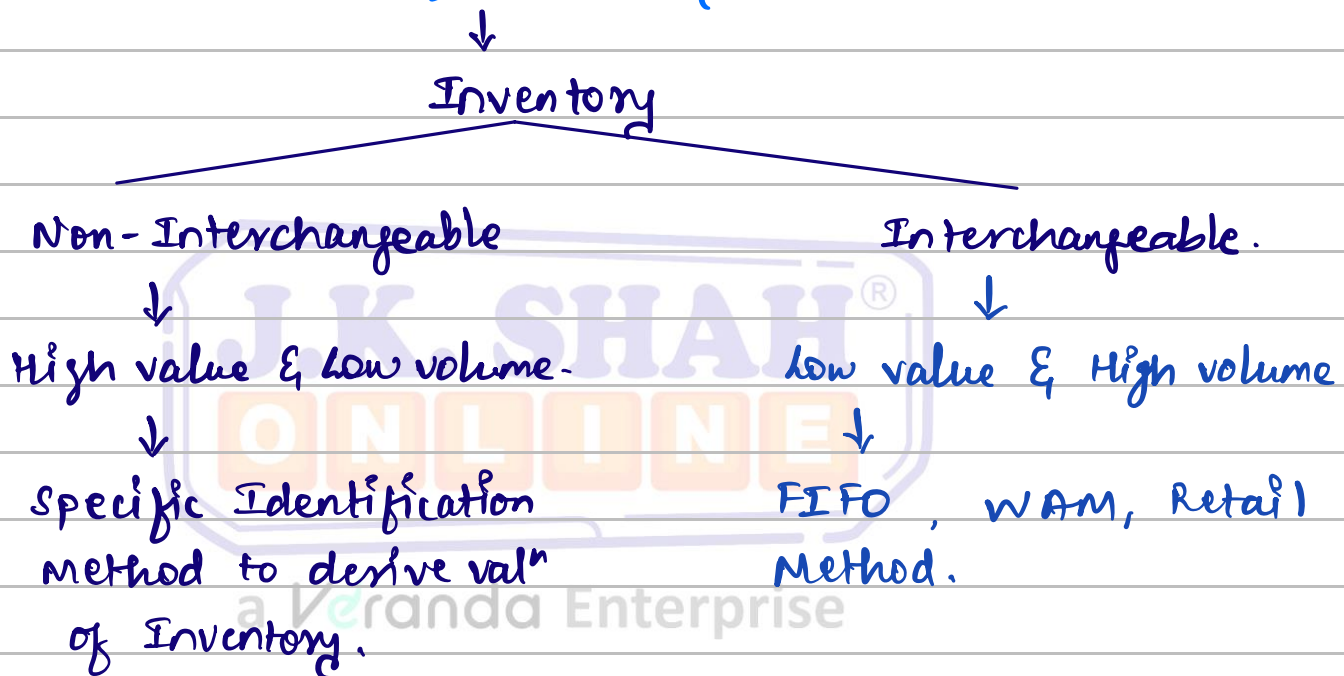 Inventory
Non-Interchangeable Interchangeable.
High value & Low volume. Low value & High volume
Specific Identification FIFO, WAM, Retail
Method to derive valⁿ Method.
of Inventory.
J.K. SHAH®
ONLINE
a Veranda Enterprise